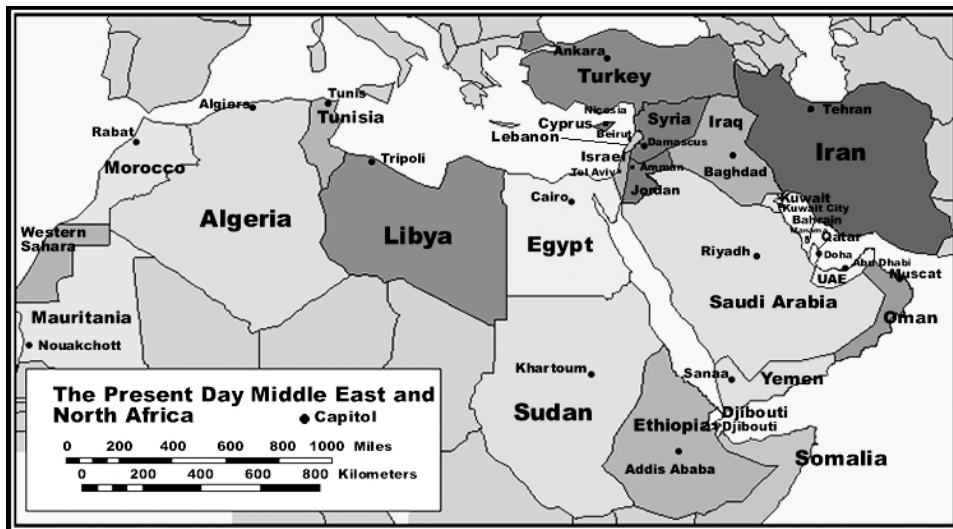 Ankara
Turkey
Tunis
Tunisia
Algiers
Nicosia
Cyprus
Syria
Iraq
Tehran
Rabat
Lebanon
Beirut
Damascus
Iran
Morocco
Tripoli
Israel
Amman
Baghdad
Tel Aviv
Jordan
Algeria
Cairo
Kuwait
Kuwait City
Bahrain
Manama
Western
Sahara
Libya
Egypt
Riyadh
Qatar
Doha
Abu Dhabi
UAE
Muscat
Saudi Arabia
Oman
Mauritania
Nouakchott
Khartoum
Sanaa
Yemen
Sudan
Ethiopia
Djibouti
Djibouti
Addis Ababa
Somalia
The Present Day Middle East and
North Africa
Capitol
0 200 400 600 800 1000 Miles
0 200 400 600 800 Kilometers